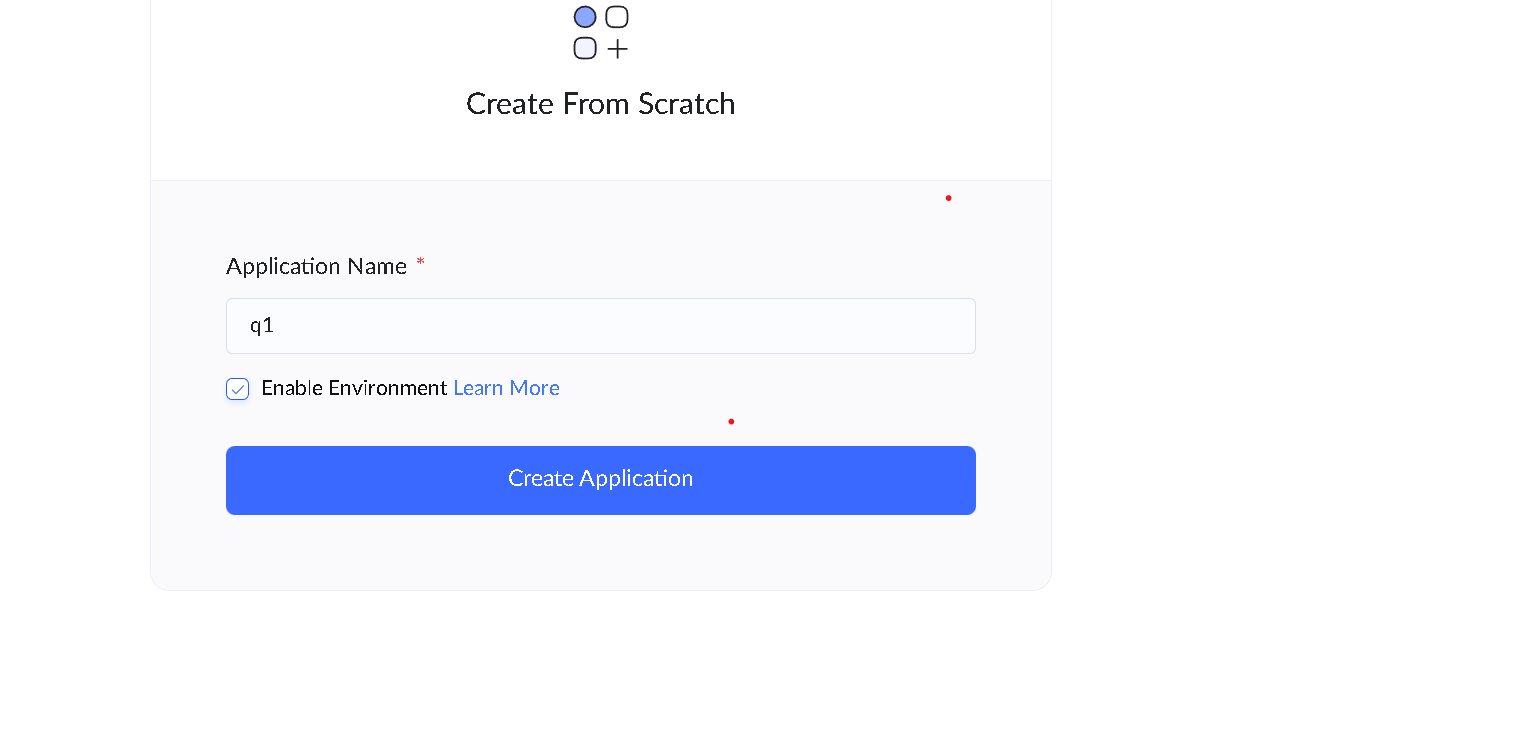 Create From Scratch
Application Name *
q1
Enable Environment Learn More
Create Application